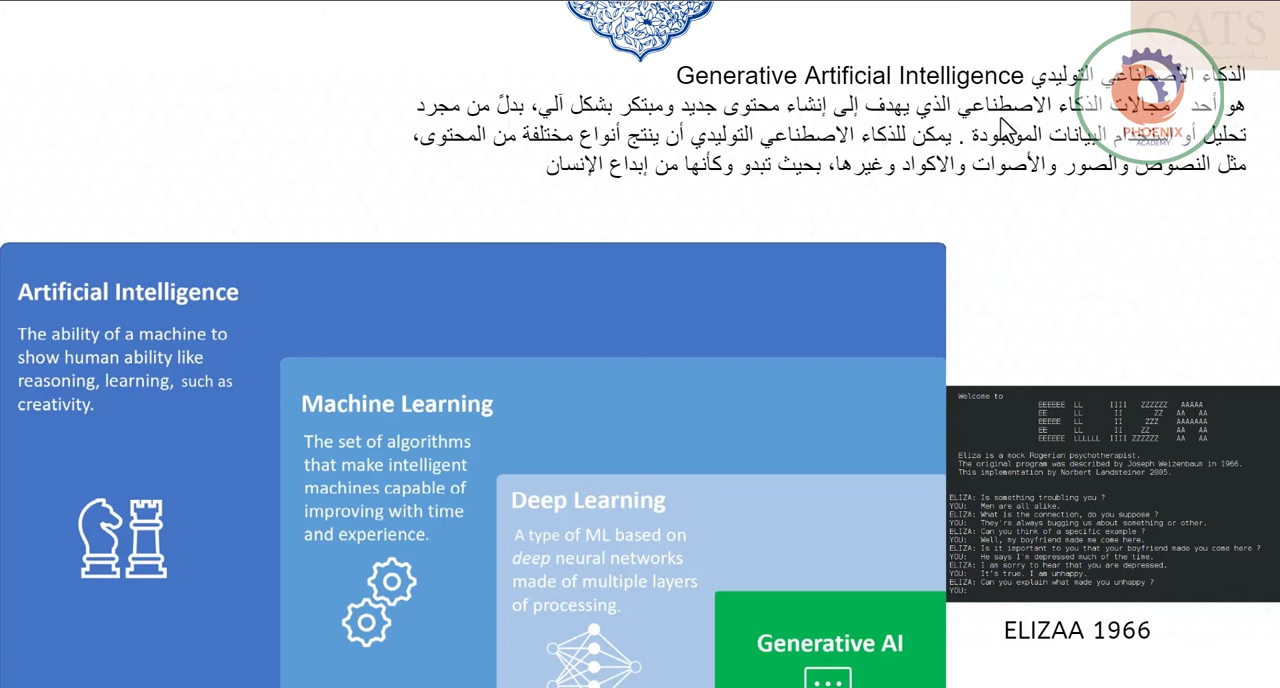 CATS
PHOENIX
ACADEMY
الذكاء الاصطناعي التوليدي Generative Artificial Intelligence
هو أحد مجالات الذكاء الاصطناعي الذي يهدف إلى إنشاء محتوى جديد ومبتكر بشكل آلي، بدلً من مجرد
تحليل أو استخدام البيانات الموجودة . يمكن للذكاء الاصطناعي التوليدي أن ينتج أنواع مختلفة من المحتوى،
مثل النصوص والصور والأصوات والاكواد وغيرها، بحيث تبدو وكأنها من إبداع الإنسان
Artificial Intelligence
The ability of a machine to
show human ability like
reasoning, learning, such as
creativity.
Machine Learning
The set of algorithms
that make intelligent
machines capable of
improving with time
and experience.
Deep Learning
A type of ML based on
deep neural networks
made of multiple layers
of processing.
Generative AI
Welcome to
ELIZA
Eliza is a mock Rogerian psychotherapist.
The original program was described by Joseph Weizenbaum in 1966.
This implementation by Norbert Landsteiner 2005.
ELIZA: Is something troubling you ?
YOU: Men are all alike.
ELIZA: What is the connection, do you suppose ?
YOU: They're always bugging us about something or other.
ELIZA: Can you think of a specific example ?
YOU: Well, my boyfriend made me come here.
ELIZA: Is it important to you that your boyfriend made you come here ?
YOU: He says I'm depressed much of the time.
ELIZA: I am sorry to hear that you are depressed.
YOU: It's true. I am unhappy.
ELIZA: Can you explain what made you unhappy ?
YOU:
ELIZAA 1966